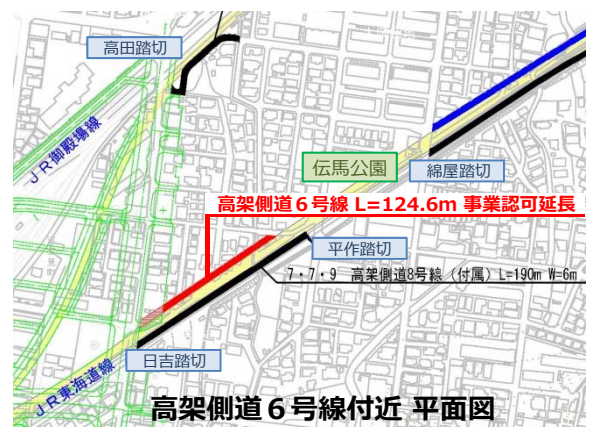 高田踏切
JR御殿場線
伝馬公園
綿屋踏切
高架側道６号線 L=124.6m 事業認可延長
平作踏切
7・7・9 高架側道8号線（付属）L=190m W=6m
日吉踏切
JR東海道線
高架側道６号線付近 平面図